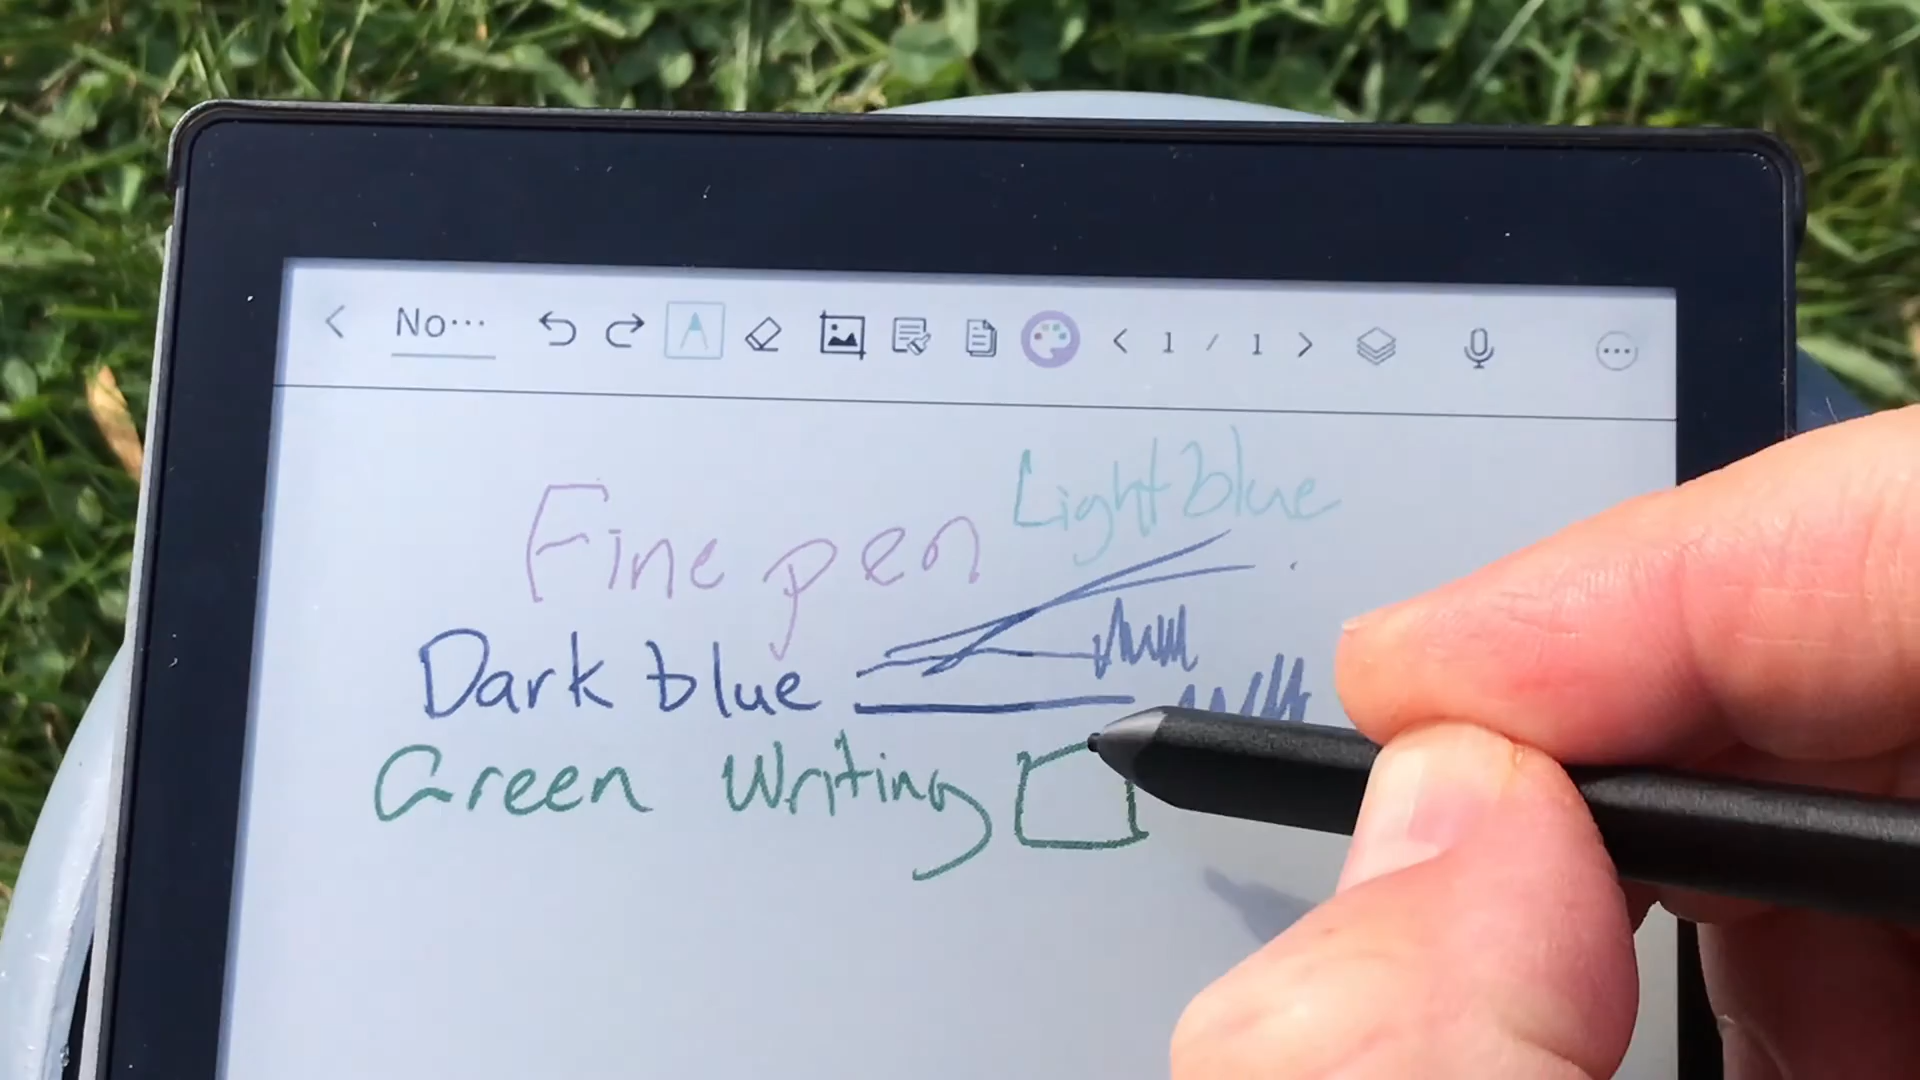 No... 1 / 1
Light blue
Fine pen
Dark blue
Green Writing